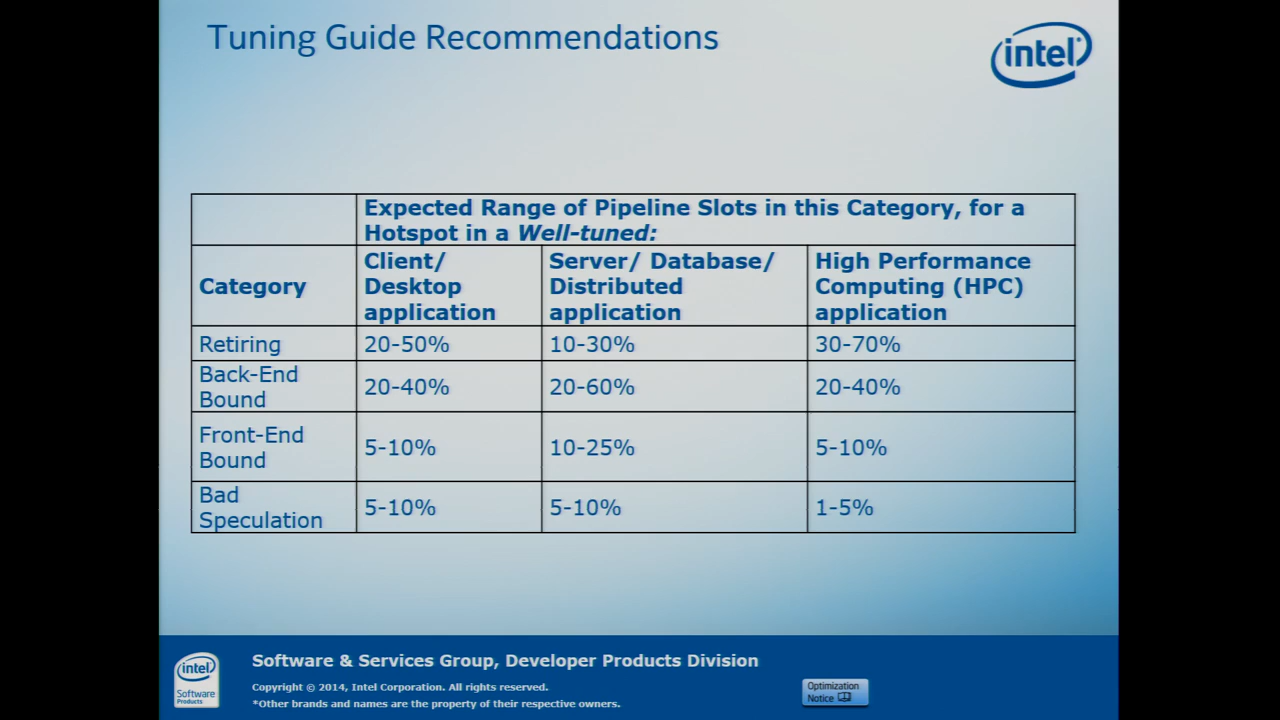 Tuning Guide Recommendations
intel
Expected Range of Pipeline Slots in this Category, for a
Hotspot in a Well-tuned:
Category
Client/
Desktop
application
Server/ Database/
Distributed
application
High Performance
Computing (HPC)
application
Retiring
20-50%
10-30%
30-70%
Back-End
Bound
20-40%
20-60%
20-40%
Front-End
Bound
5-10%
10-25%
5-10%
Bad
Speculation
5-10%
5-10%
1-5%
intel
Software
Products
Software & Services Group, Developer Products Division
Copyright © 2014, Intel Corporation. All rights reserved.
*Other brands and names are the property of their respective owners.
Optimization
Notice